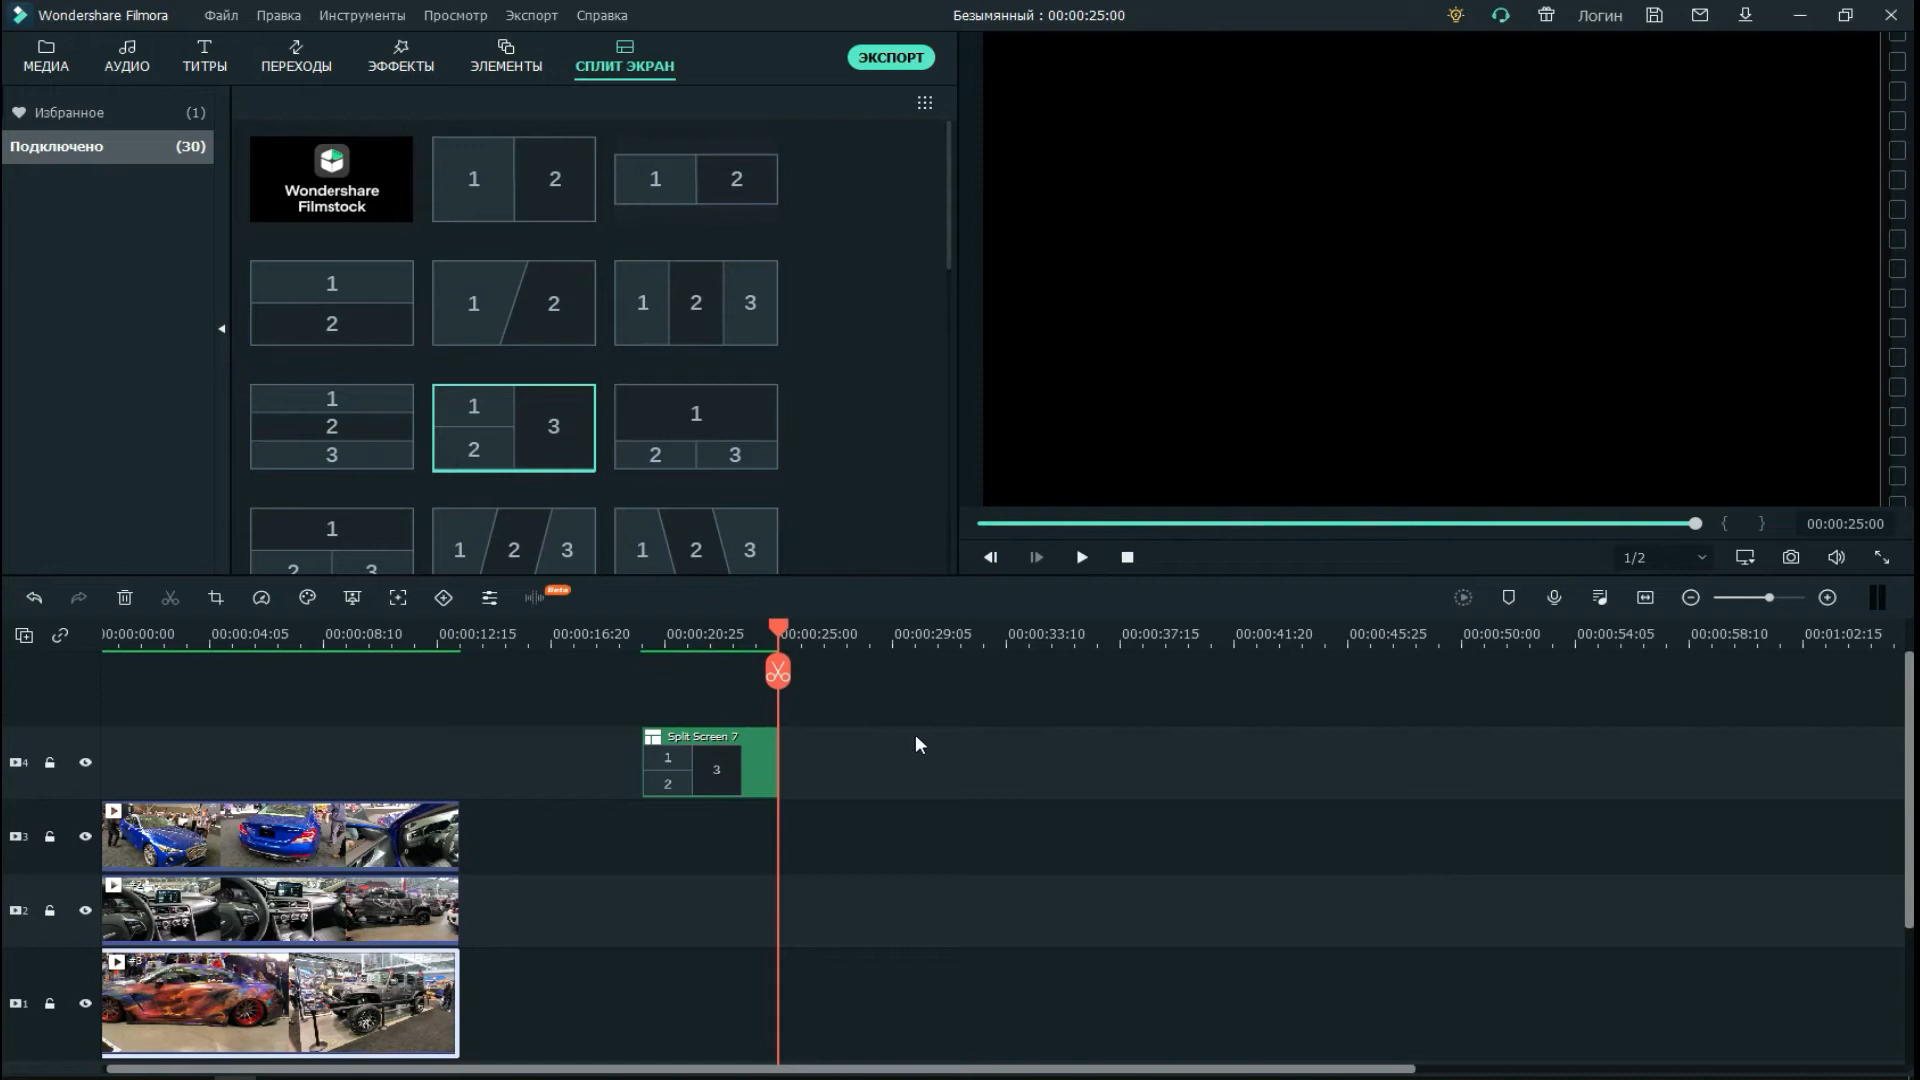 Wondershare Filmora Файл Правка Инструменты Просмотр Экспорт Справка Безымянный : 00:00:25:00 Логин
МЕДИА АУДИО ТИТРЫ ПЕРЕХОДЫ ЭФФЕКТЫ ЭЛЕМЕНТЫ СПЛИТ ЭКРАН ЭКСПОРТ
Избранное (1)
Подключено (30)
Wondershare
Filmstock
1 2
1 2
1
2
1 2
1 2 3
1
2
3
1
2
3
1
2 3
1
2 3
1 2 3
1 2 3
{ } 00:00:25:00
1/2
Beta
00:00:00:00 00:00:04:05 00:00:08:10 00:00:12:15 00:00:16:20 00:00:20:25 00:00:25:00 00:00:29:05 00:00:33:10 00:00:37:15 00:00:41:20 00:00:45:25 00:00:50:00 00:00:54:05 00:00:58:10 00:01:02:15
Split Screen 7
1
2
3
4
3
2
#2
1
#3